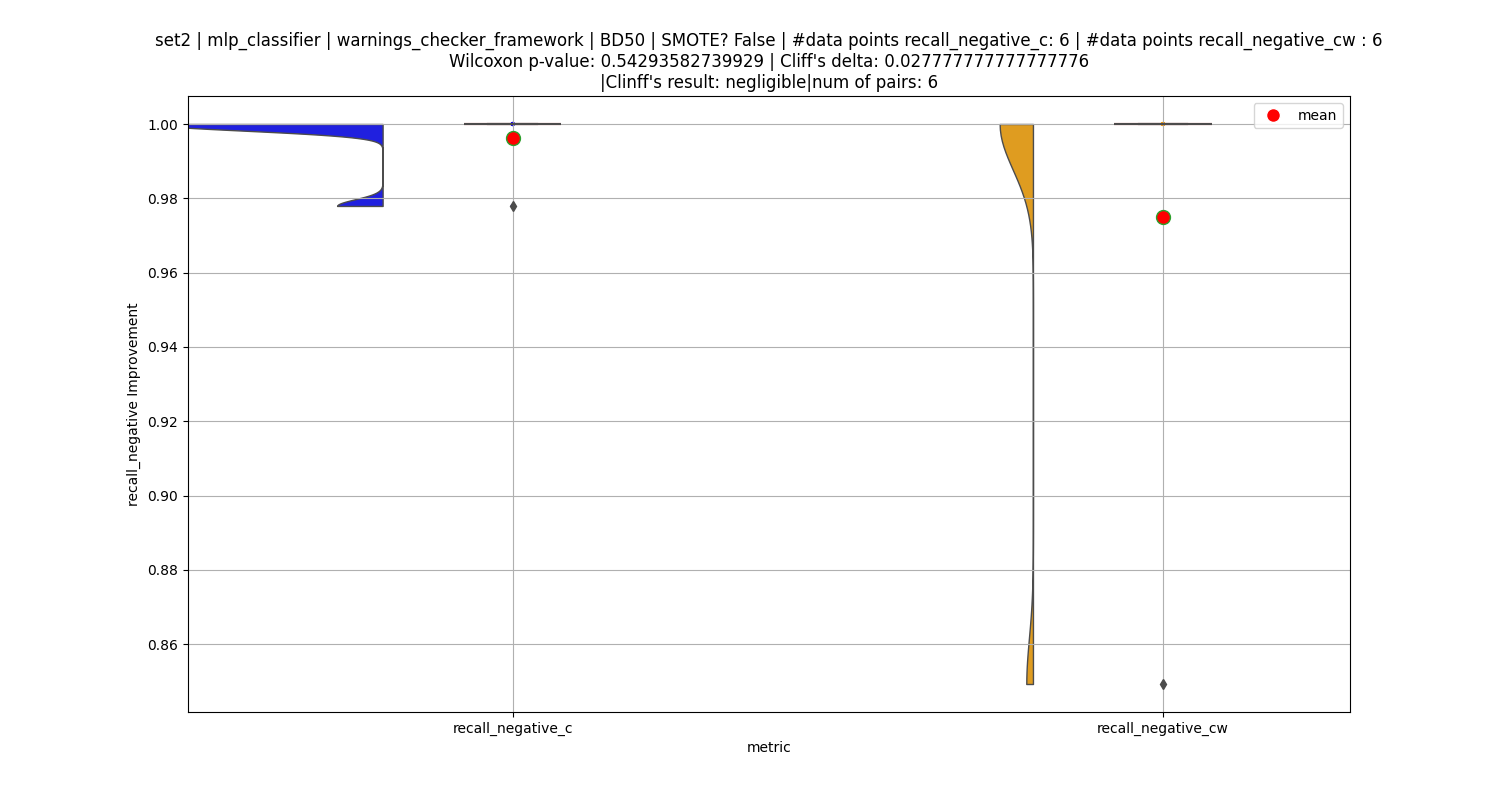 set2 | mlp_classifier | warnings_checker_framework | BD50 | SMOTE? False | #data points recall_negative_c: 6 | #data points recall_negative_cw : 6
Wilcoxon p-value: 0.54293582739929 | Cliff's delta: 0.027777777777777776
|Clinff's result: negligible|num of pairs: 6
mean
1.00
0.98
0.96
0.94
0.92
0.90
0.88
0.86
recall_negative Improvement
recall_negative_c
recall_negative_cw
metric